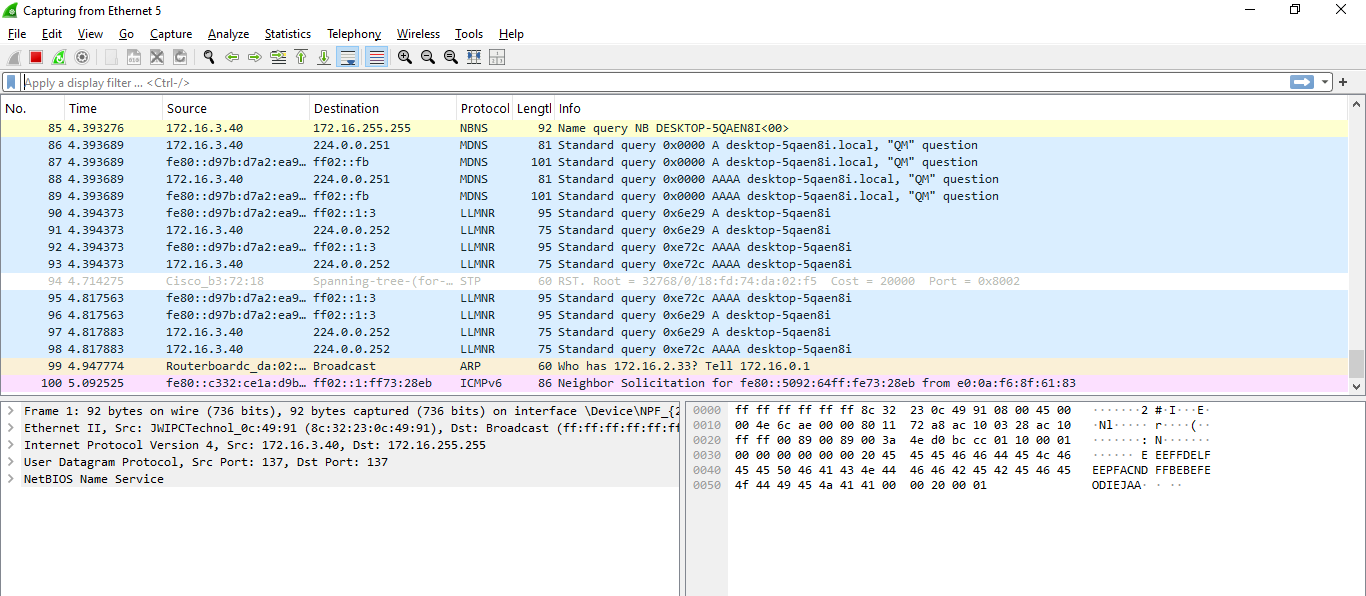 Capturing from Ethernet 5
File Edit View Go Capture Analyze Statistics Telephony Wireless Tools Help
Apply a display filter ... <Ctrl-/>
No. Time Source Destination Protocol Lengtl Info
85 4.393276 172.16.3.40 172.16.255.255 NBNS 92 Name query NB DESKTOP-5QAEN8I<00>
86 4.393689 172.16.3.40 224.0.0.251 MDNS 81 Standard query 0x0000 A desktop-5qaen8i.local, "QM" question
87 4.393689 fe80::d97b:d7a2:ea9… ff02::fb MDNS 101 Standard query 0x0000 A desktop-5qaen8i.local, "QM" question
88 4.393689 172.16.3.40 224.0.0.251 MDNS 81 Standard query 0x0000 AAAA desktop-5qaen8i.local, "QM" question
89 4.393689 fe80::d97b:d7a2:ea9… ff02::fb MDNS 101 Standard query 0x0000 AAAA desktop-5qaen8i.local, "QM" question
90 4.394373 fe80::d97b:d7a2:ea9… ff02::1:3 LLMNR 95 Standard query 0x6e29 A desktop-5qaen8i
91 4.394373 172.16.3.40 224.0.0.252 LLMNR 75 Standard query 0x6e29 A desktop-5qaen8i
92 4.394373 fe80::d97b:d7a2:ea9… ff02::1:3 LLMNR 95 Standard query 0xe72c AAAA desktop-5qaen8i
93 4.394373 172.16.3.40 224.0.0.252 LLMNR 75 Standard query 0xe72c AAAA desktop-5qaen8i
94 4.714275 Cisco_b3:72:18 Spanning-tree-(for-… STP 60 RST. Root = 32768/0/18:fd:74:da:02:f5 Cost = 20000 Port = 0x8002
95 4.817563 fe80::d97b:d7a2:ea9… ff02::1:3 LLMNR 95 Standard query 0xe72c AAAA desktop-5qaen8i
96 4.817563 fe80::d97b:d7a2:ea9… ff02::1:3 LLMNR 95 Standard query 0x6e29 A desktop-5qaen8i
97 4.817883 172.16.3.40 224.0.0.252 LLMNR 75 Standard query 0x6e29 A desktop-5qaen8i
98 4.817883 172.16.3.40 224.0.0.252 LLMNR 75 Standard query 0xe72c AAAA desktop-5qaen8i
99 4.947774 Routerboardc_da:02:… Broadcast ARP 60 Who has 172.16.2.33? Tell 172.16.0.1
100 5.092525 fe80::c332:ce1a:d9b… ff02::1:ff73:28eb ICMPv6 86 Neighbor Solicitation for fe80::5092:64ff:fe73:28eb from e0:0a:f6:8f:61:83
Frame 1: 92 bytes on wire (736 bits), 92 bytes captured (736 bits) on interface \Device\NPF_{2
Ethernet II, Src: JWIPCTechnol_0c:49:91 (8c:32:23:0c:49:91), Dst: Broadcast (ff:ff:ff:ff:ff:ff
Internet Protocol Version 4, Src: 172.16.3.40, Dst: 172.16.255.255
User Datagram Protocol, Src Port: 137, Dst Port: 137
NetBIOS Name Service
0000 ff ff ff ff ff ff 8c 32 23 0c 49 91 08 00 45 00 ·······2 #·I···E·
0010 00 4e 6c ae 00 00 80 11 72 a8 ac 10 03 28 ac 10 ·Nl····· r····(··
0020 ff ff 00 89 00 89 00 3a 4e d0 bc cc 01 10 00 01 ·······: N·······
0030 00 00 00 00 00 00 20 45 45 45 46 46 44 45 4c 46 ······ E EEFFDELF
0040 45 45 50 46 41 43 4e 44 46 46 42 45 42 45 46 45 EEPFACND FFBEBEFE
0050 4f 44 49 45 4a 41 41 00 00 20 00 01 ODIEJAA· · ··